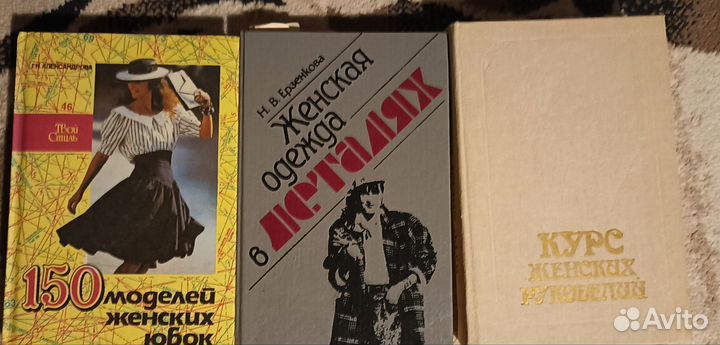 Г.Н. АЛЕКСАНДРОВА
46
Твой
Стиль
150 моделей
женских
юбок
Н. В. Ерзенкова
Женская
одежда
в деталях
КУРС
ЖЕНСКИХ
РУКОДЕЛИЙ
Avito